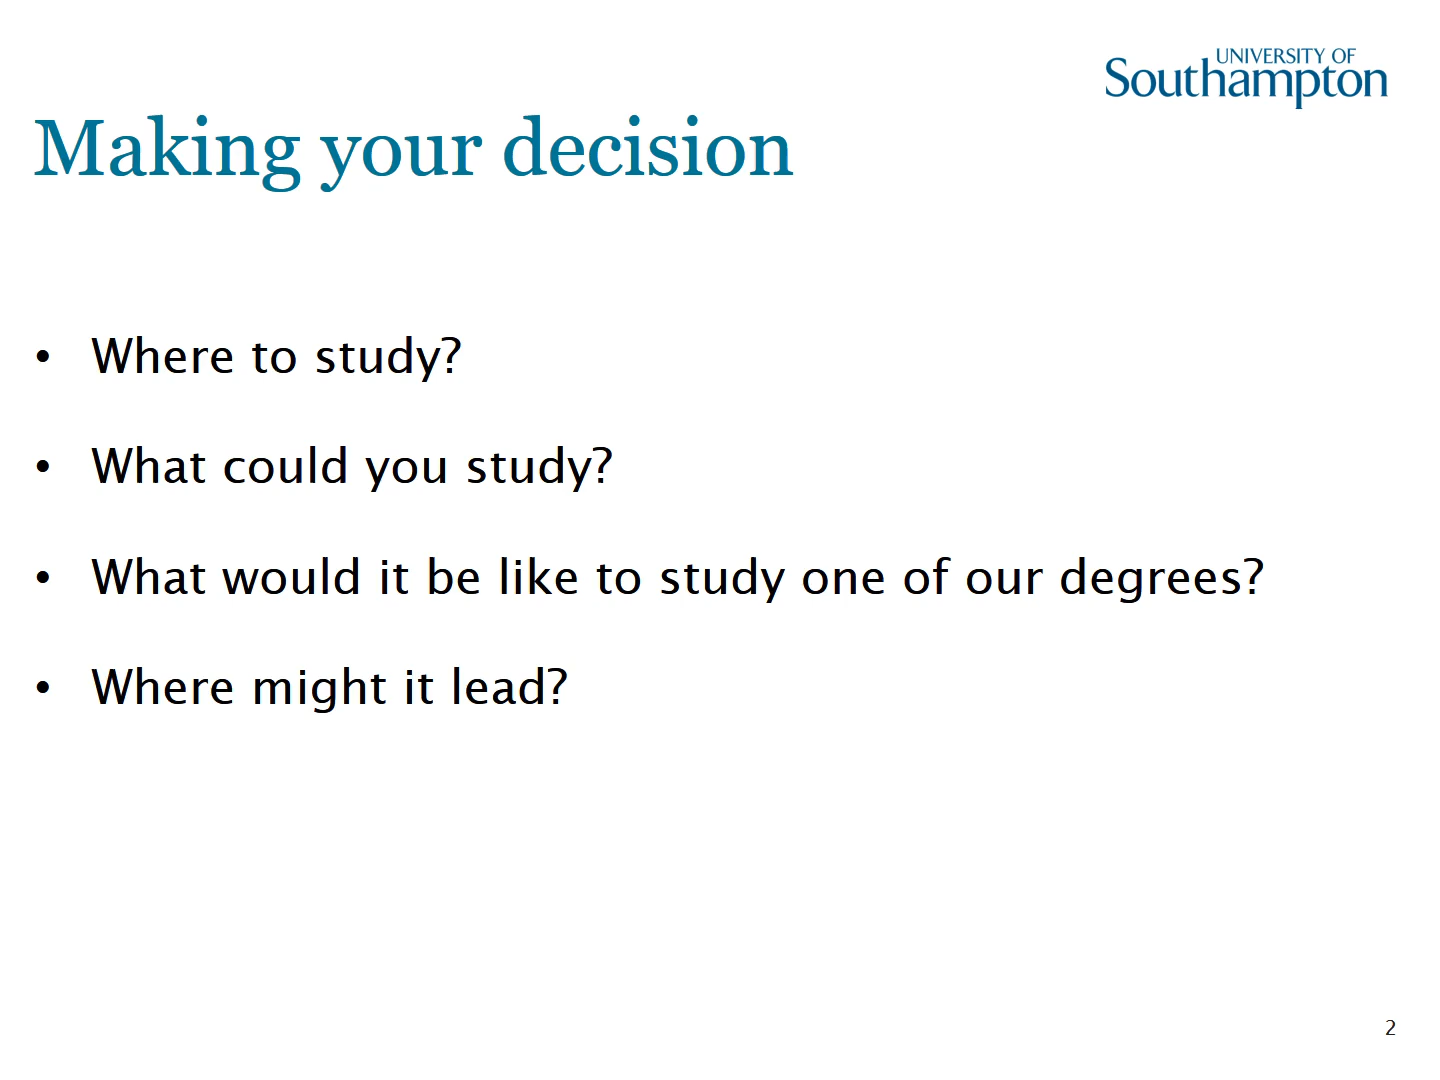 UNIVERSITY OF
Southampton
Making your decision
• Where to study?
• What could you study?
• What would it be like to study one of our degrees?
• Where might it lead?
2